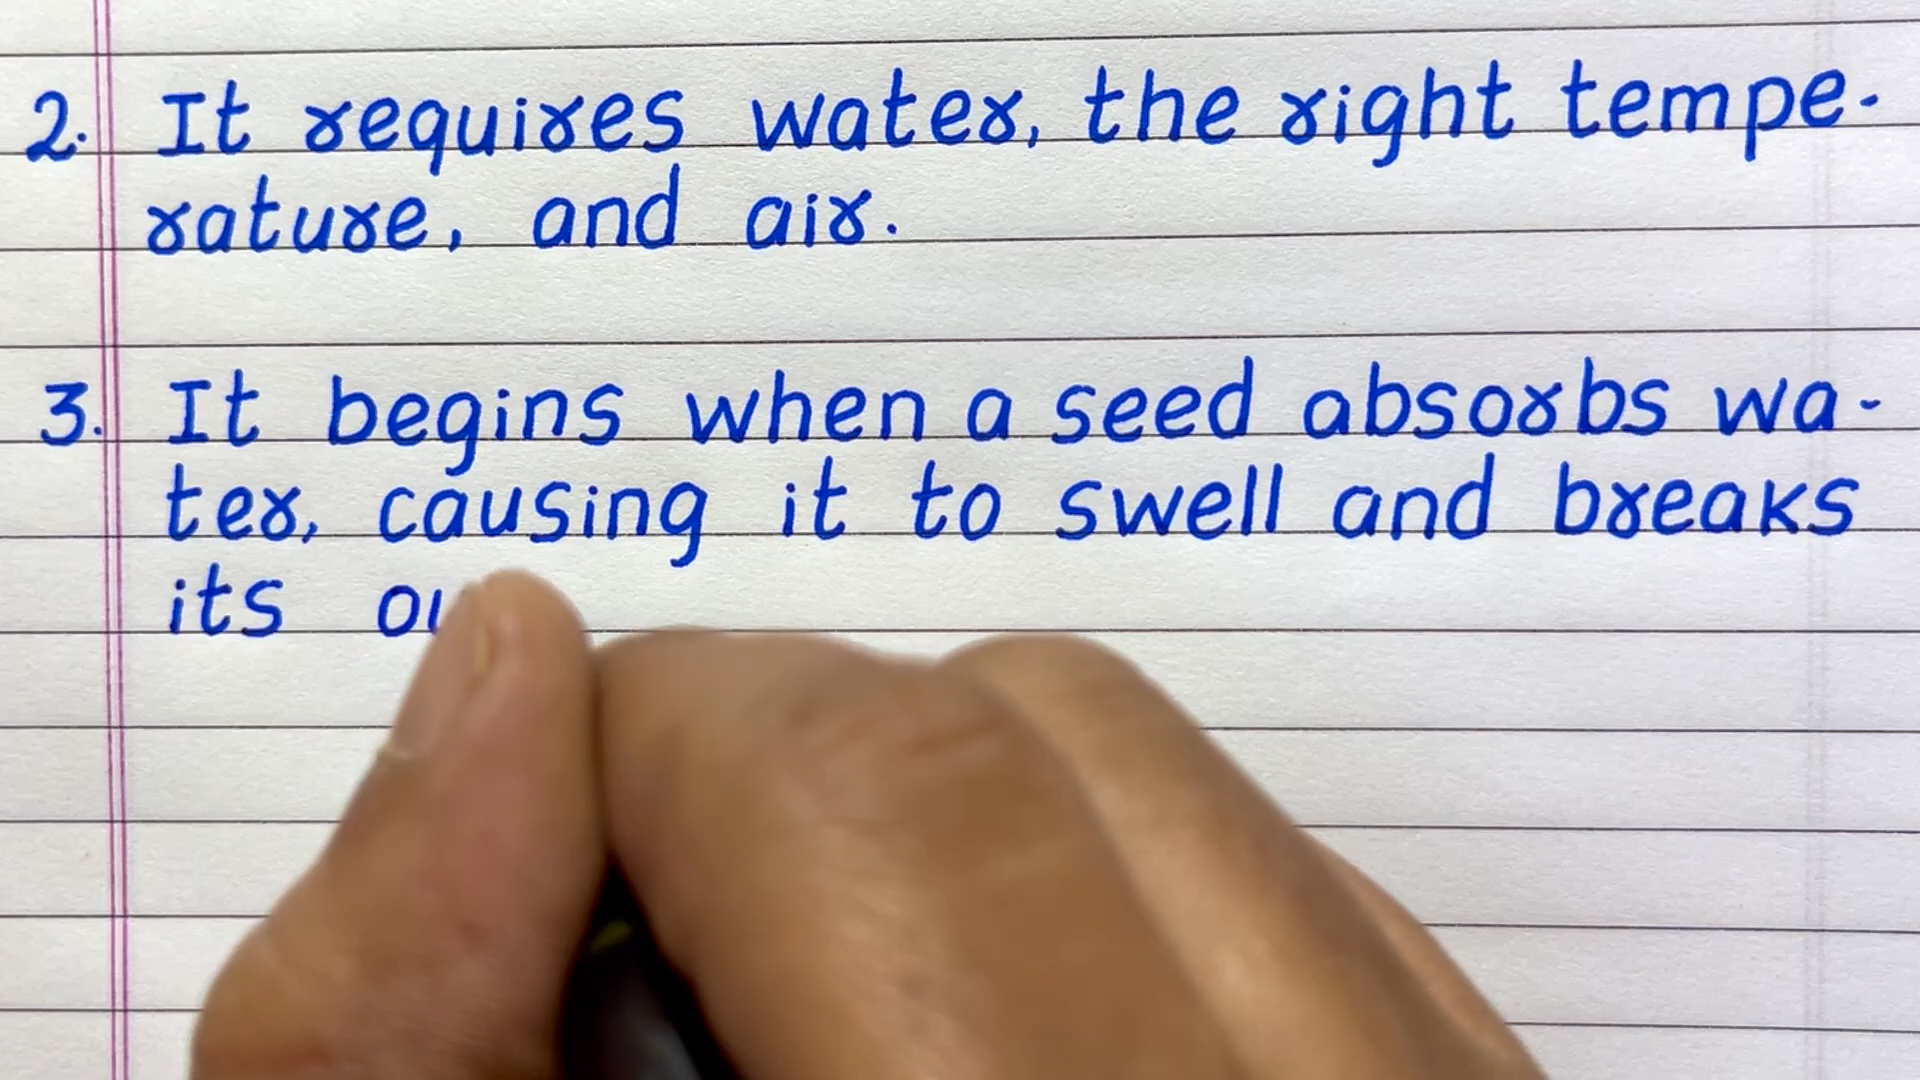 2. It requires water, the right tempe-
rature, and air.
3. It begins when a seed absorbs wa-
ter, causing it to swell and breaks
its